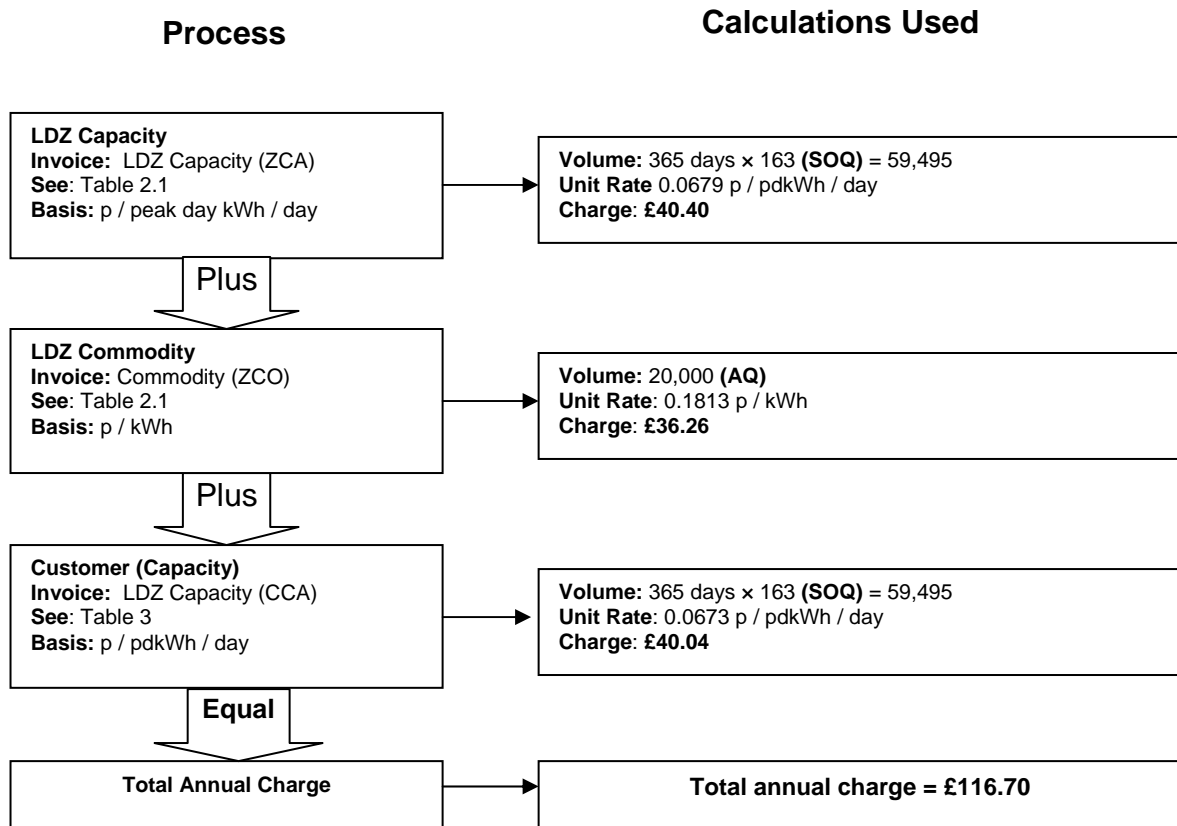 Process
Calculations Used
LDZ Capacity
Invoice: LDZ Capacity (ZCA)
See: Table 2.1
Basis: p / peak day kWh / day
Volume: 365 days × 163 (SOQ) = 59,495
Unit Rate 0.0679 p / pdkWh / day
Charge: £40.40
Plus
LDZ Commodity
Invoice: Commodity (ZCO)
See: Table 2.1
Basis: p / kWh
Volume: 20,000 (AQ)
Unit Rate: 0.1813 p / kWh
Charge: £36.26
Plus
Customer (Capacity)
Invoice: LDZ Capacity (CCA)
See: Table 3
Basis: p / pdkWh / day
Volume: 365 days × 163 (SOQ) = 59,495
Unit Rate: 0.0673 p / pdkWh / day
Charge: £40.04
Equal
Total Annual Charge
Total annual charge = £116.70